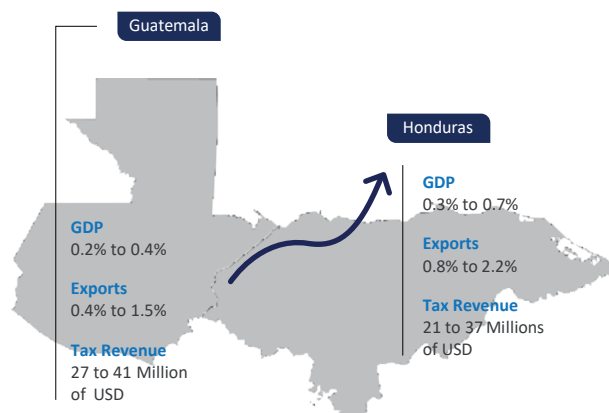 Guatemala
GDP
0.2% to 0.4%
Exports
0.4% to 1.5%
Tax Revenue
27 to 41 Million
of USD
Honduras
GDP
0.3% to 0.7%
Exports
0.8% to 2.2%
Tax Revenue
21 to 37 Millions
of USD